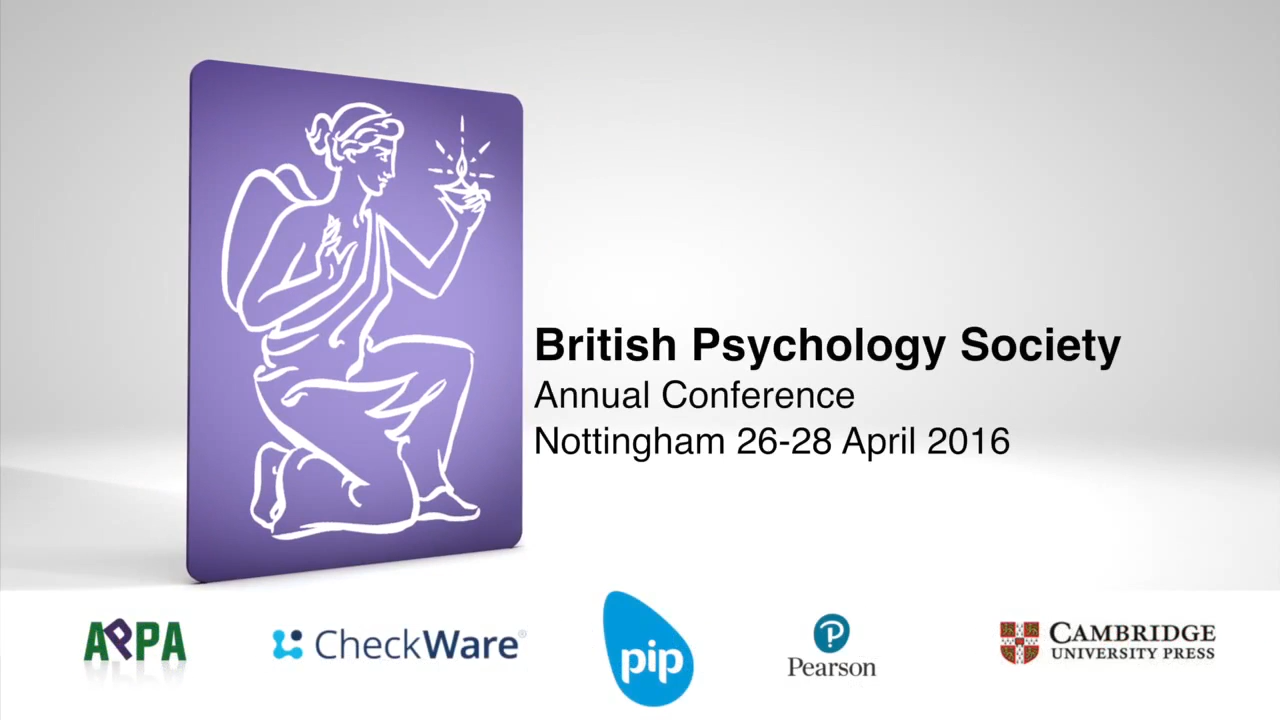 British Psychology Society
Annual Conference
Nottingham 26-28 April 2016
APPA
CheckWare®
pip
P
Pearson
CAMBRIDGE
UNIVERSITY PRESS